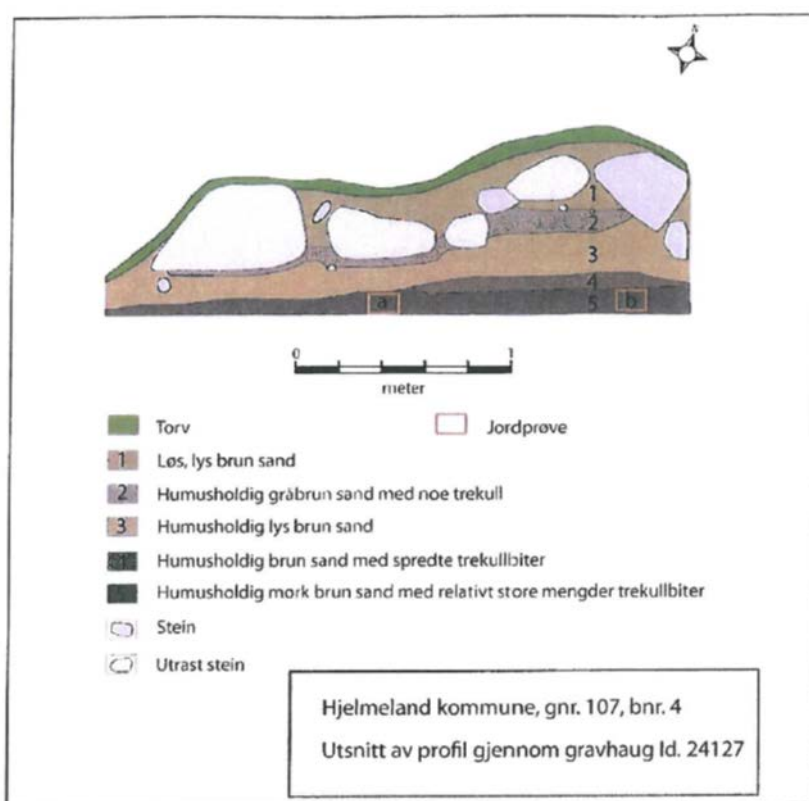 N
1
2
3
4
a
5
b
0 1
meter
Torv
Jordprøve
1 Løs, lys brun sand
2 Humusholdig gråbrun sand med noe trekull
3 Humusholdig lys brun sand
4 Humusholdig brun sand med spredte trekullbiter
5 Humusholdig mørk brun sand med relativt store mengder trekullbiter
Stein
Utrast stein
Hjelmeland kommune, gnr. 107, bnr. 4
Utsnitt av profil gjennom gravhaug Id. 24127